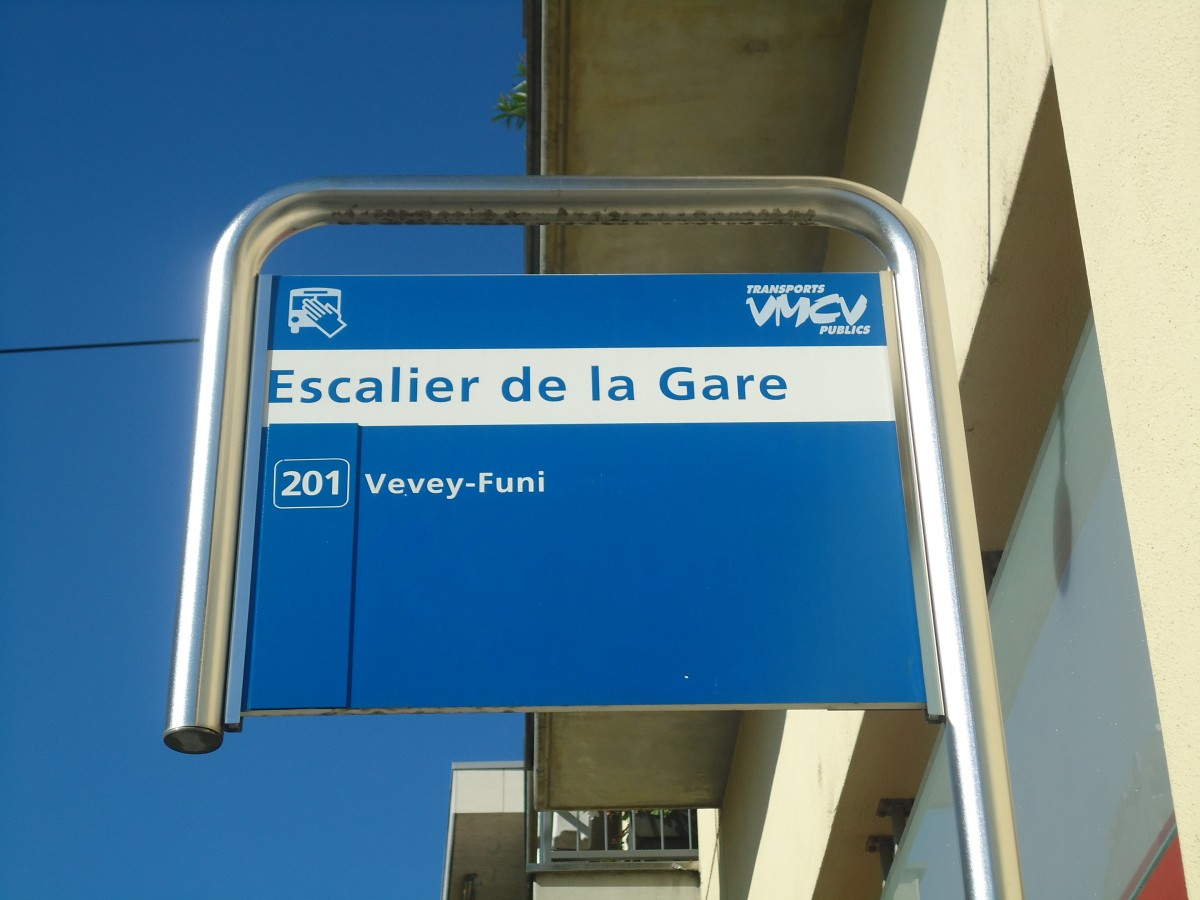 TRANSPORTS
VMCV
PUBLICS
Escalier de la Gare
201 Vevey-Funi